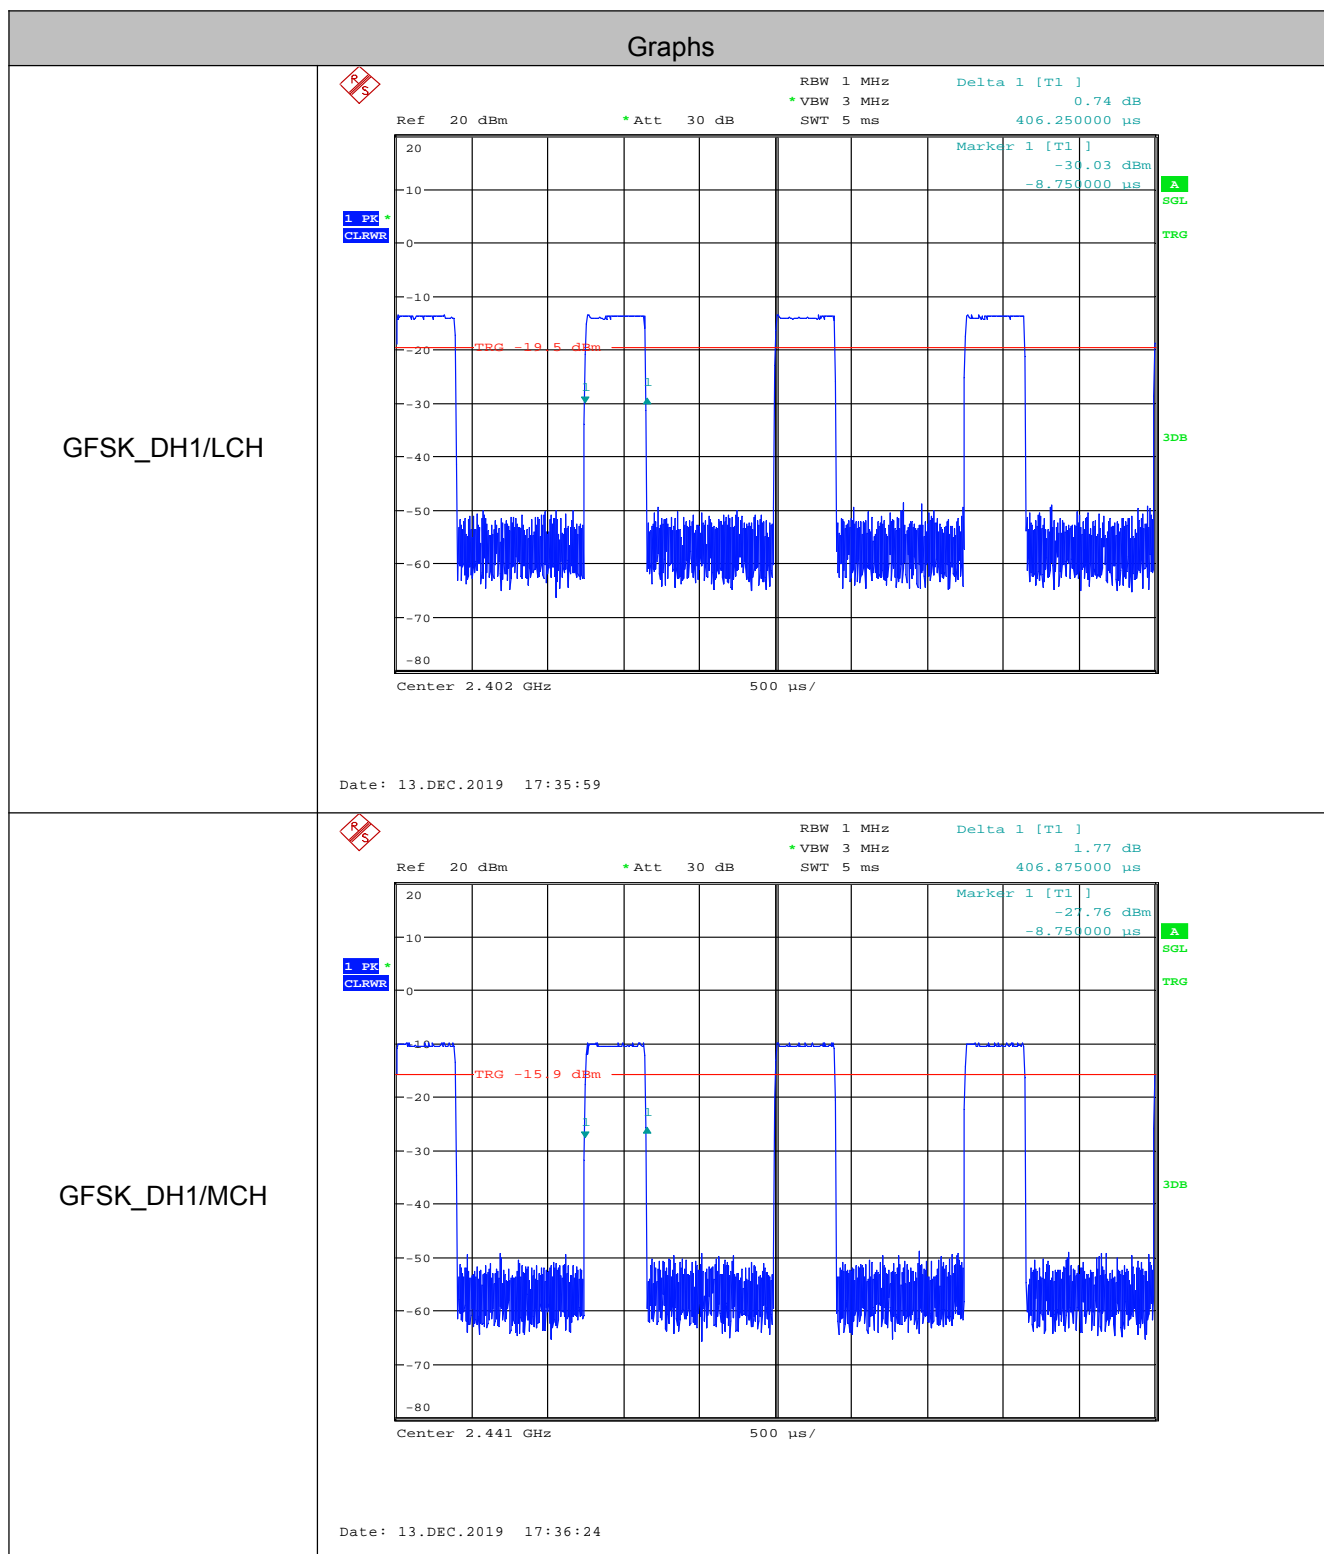 Graphs
GFSK_DH1/LCH
R S
RBW 1 MHz Delta 1 [T1 ]
*VBW 3 MHz 0.74 dB
Ref 20 dBm *Att 30 dB SWT 5 ms 406.250000 µs
20 Marker 1 [T1 ]
-30.03 dBm
-10 -8.750000 µs A
SGL
1 PK *
CLRWR TRG
0
-10
TRG -19.5 dBm
-20
1 1
-30
3DB
-40
-50
-60
-70
-80
Center 2.402 GHz 500 µs/
Date: 13.DEC.2019 17:35:59
GFSK_DH1/MCH
R S
RBW 1 MHz Delta 1 [T1 ]
*VBW 3 MHz 1.77 dB
Ref 20 dBm *Att 30 dB SWT 5 ms 406.875000 µs
20 Marker 1 [T1 ]
-27.76 dBm
10 -8.750000 µs A
SGL
1 PK *
CLRWR TRG
0
-10
TRG -15.9 dBm
-20
1 1
-30
3DB
-40
-50
-60
-70
-80
Center 2.441 GHz 500 µs/
Date: 13.DEC.2019 17:36:24